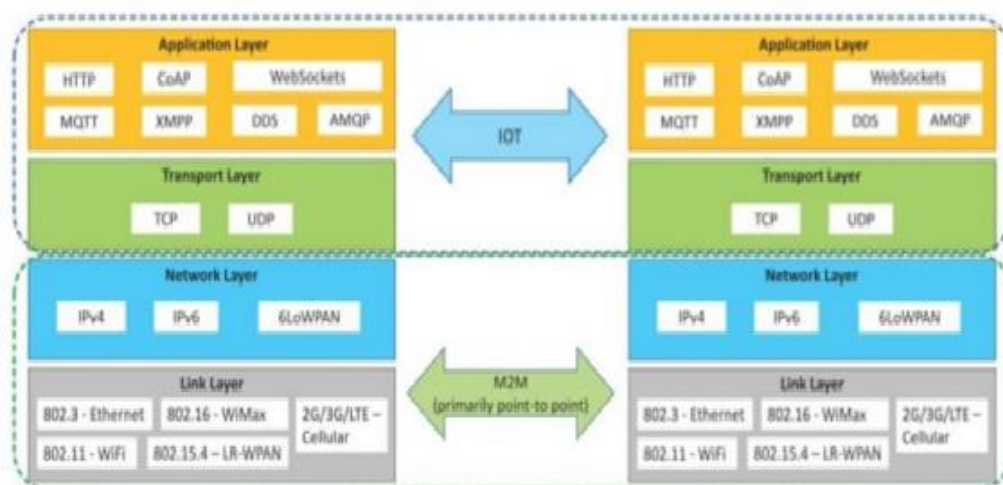 Application Layer
HTTP CoAP WebSockets
MQTT XMPP DDS AMQP
Transport Layer
TCP UDP
Network Layer
IPv4 IPv6 6LoWPAN
Link Layer
802.3 - Ethernet 802.16 - WiMax 2G/3G/LTE –
Cellular
802.11 - WiFi 802.15.4 – LR-WPAN
IOT
M2M
(primarily point-to point)
Application Layer
HTTP CoAP WebSockets
MQTT XMPP DDS AMQP
Transport Layer
TCP UDP
Network Layer
IPv4 IPv6 6LoWPAN
Link Layer
802.3 - Ethernet 802.16 - WiMax 2G/3G/LTE –
Cellular
802.11 - WiFi 802.15.4 – LR-WPAN